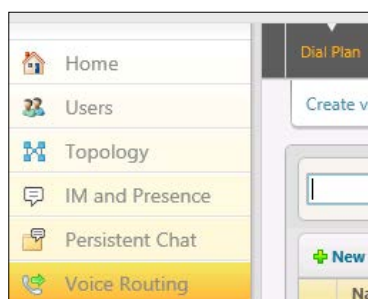 Home
Users
Topology
IM and Presence
Persistent Chat
Voice Routing
Dial Plan
Create v
New
Na